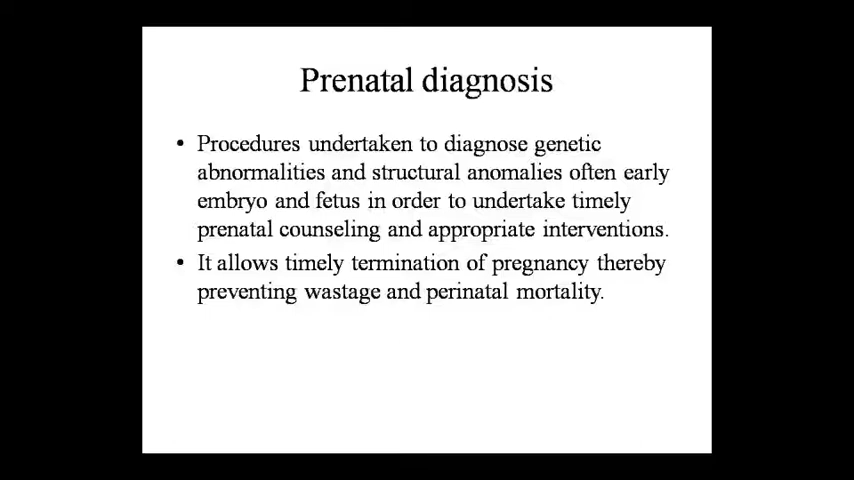 Prenatal diagnosis
• Procedures undertaken to diagnose genetic
abnormalities and structural anomalies often early
embryo and fetus in order to undertake timely
prenatal counseling and appropriate interventions.
• It allows timely termination of pregnancy thereby
preventing wastage and perinatal mortality.